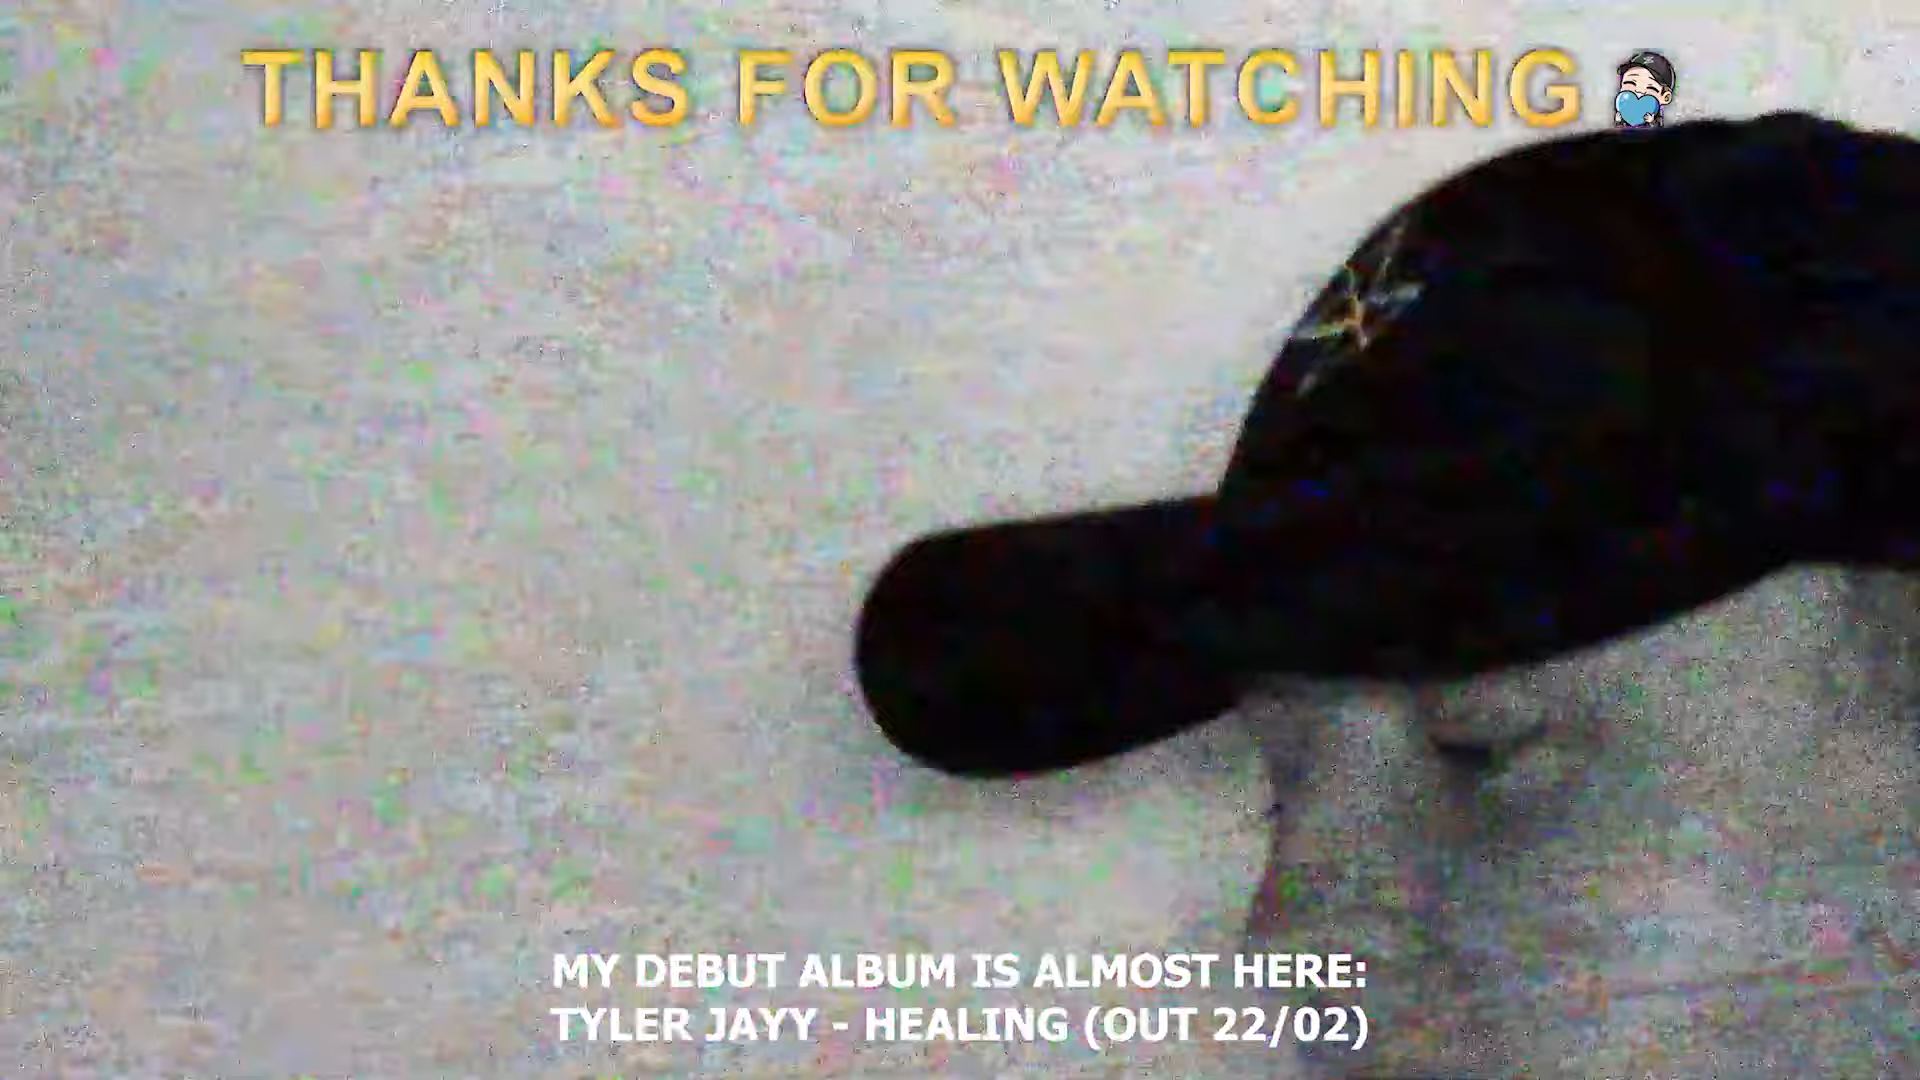 THANKS FOR WATCHING
MY DEBUT ALBUM IS ALMOST HERE:
TYLER JAYY - HEALING (OUT 22/02)